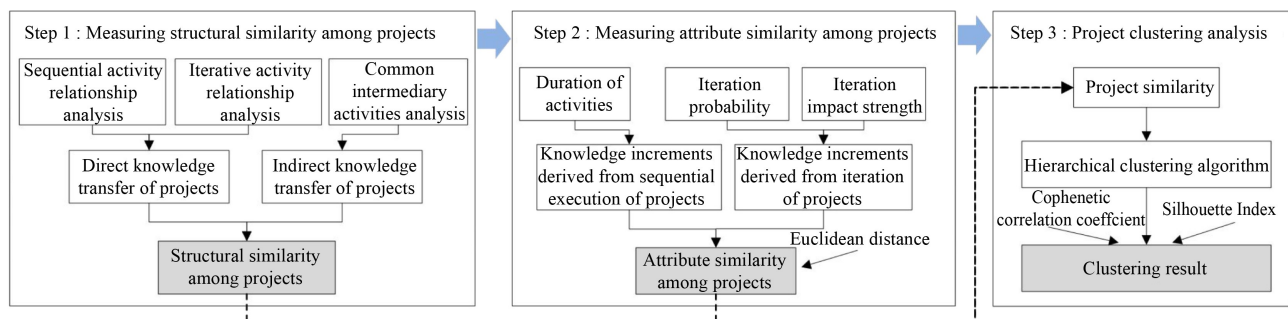 Step 1 : Measuring structural similarity among projects
Sequential activity
relationship analysis
analysis
Iterative activity
relationship
analysis
Common
intermediary
activities analysis
Direct knowledge
transfer of projects
Indirect knowledge
transfer of projects
Structural similarity
among projects
Step 2 : Measuring attribute similarity among projects
Duration of
activities
Iteration
probability
Iteration
impact strength
Knowledge increments
derived from sequential
execution of projects
Knowledge increments
derived from iteration
of projects
Euclidean distance
Attribute similarity
among projects
Step 3 : Project clustering analysis
Project similarity
Hierarchical clustering algorithm
Cophenetic
correlation coeffcient
Silhouette Index
Clustering result